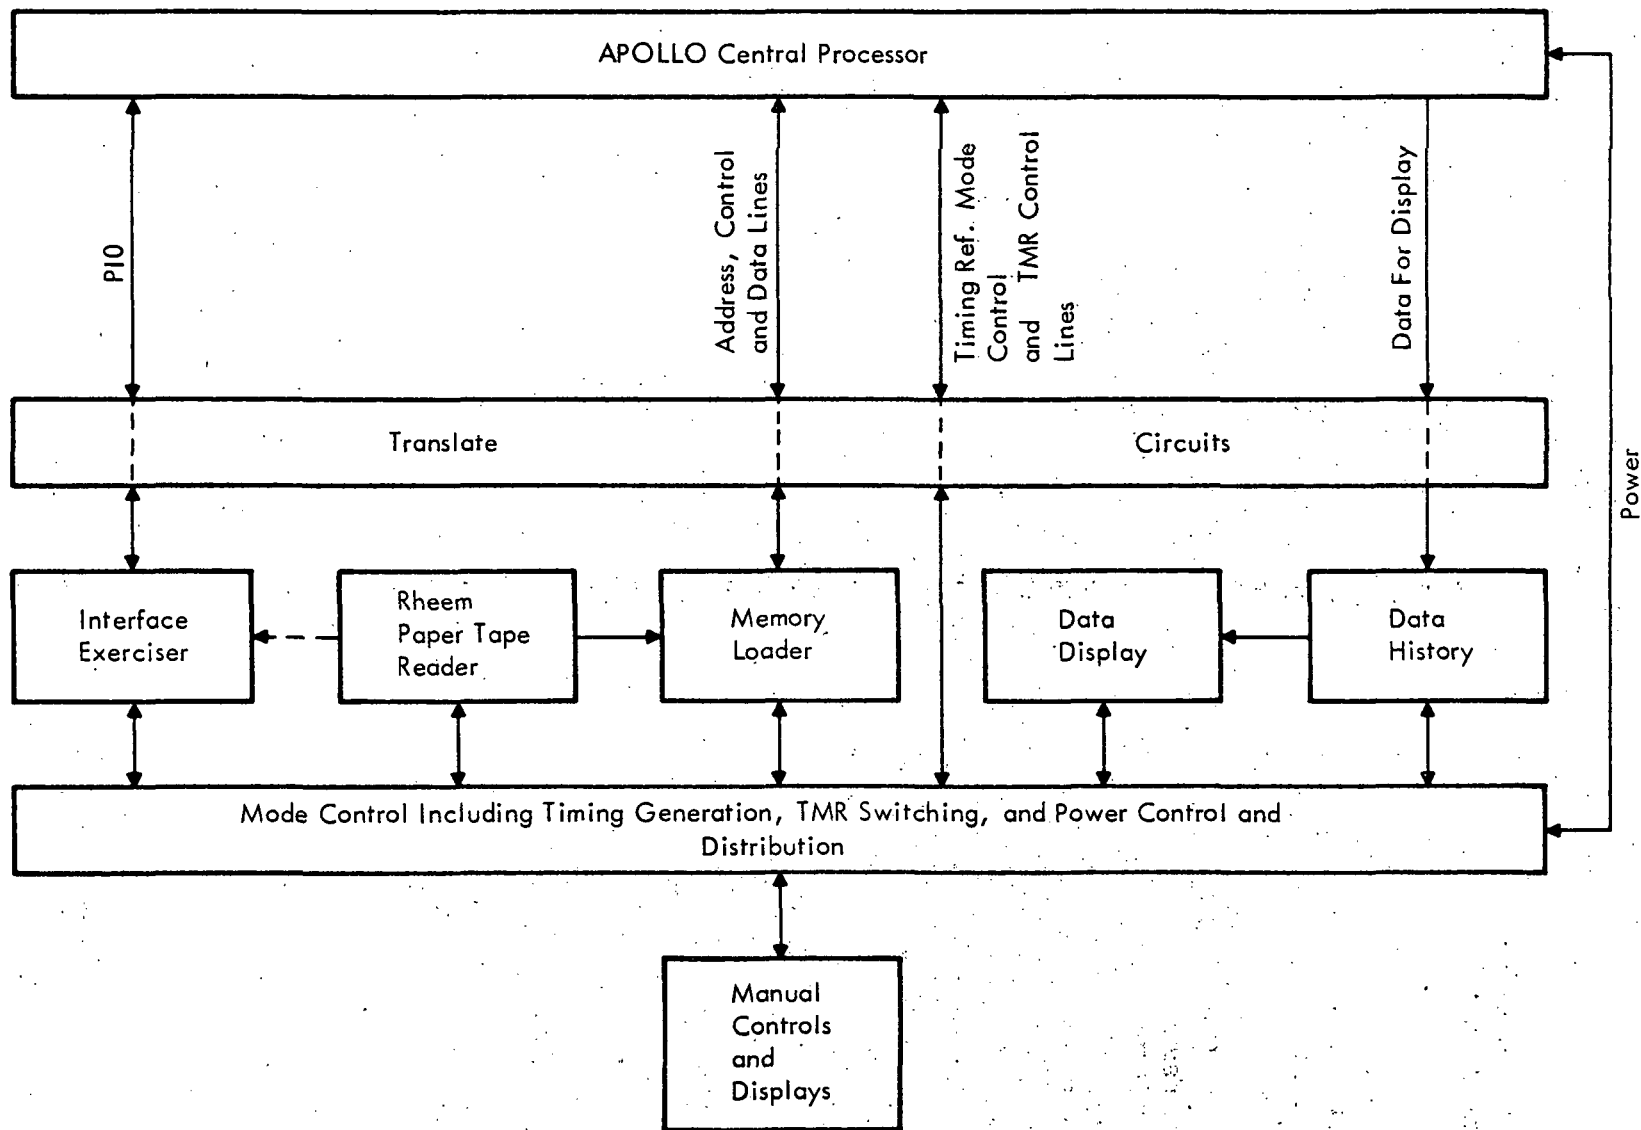 APOLLO Central Processor
PIO
Address, Control
and Data Lines
Timing Ref. Mode
Control
and TMR Control
Lines
Data For Display
Power
Translate Circuits
Interface
Exerciser
Rheem
Paper Tape
Reader
Memory
Loader
Data
Display
Data
History
Mode Control Including Timing Generation, TMR Switching, and Power Control and
Distribution
Manual
Controls
and
Displays